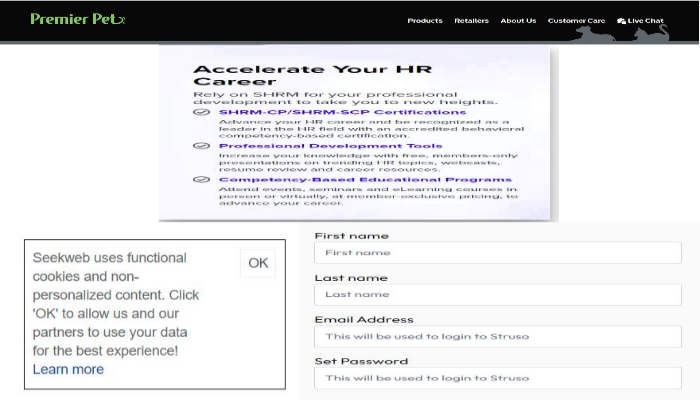 Premier Pet
Products Retailers About Us Customer Care Live Chat
Accelerate Your HR
Career
Rely on SHRM for your professional
development to take you to new heights.
SHRM-CP/SHRM-SCP Certifications
Advance your HR career and be recognized as a
leader in the HR field with an accredited behavioral
competency-based certification.
Professional Development Tools
Increase your knowledge with free, members-only
presentations on trending HR topics, webcasts,
resume review and career resources.
Competency-Based Educational Programs
Attend events, seminars and eLearning courses in
person or virtually, at member-exclusive pricing, to
advance your career.
Seekweb uses functional
cookies and non-
personalized content. Click
'OK' to allow us and our
partners to use your data
for the best experience!
Learn more
OK
First name
First name
Last name
Last name
Email Address
This will be used to login to Struso
Set Password
This will be used to login to Struso